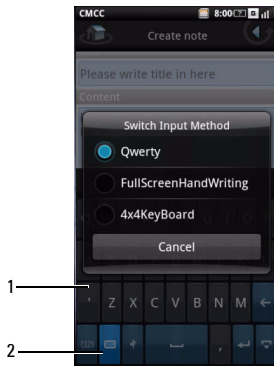 CMCC 8:00
Create note
Please write title in here
Content
Switch Input Method
Qwerty
FullScreenHandWriting
4x4KeyBoard
Cancel
1
' Z X C V B N M
2
?123 ,